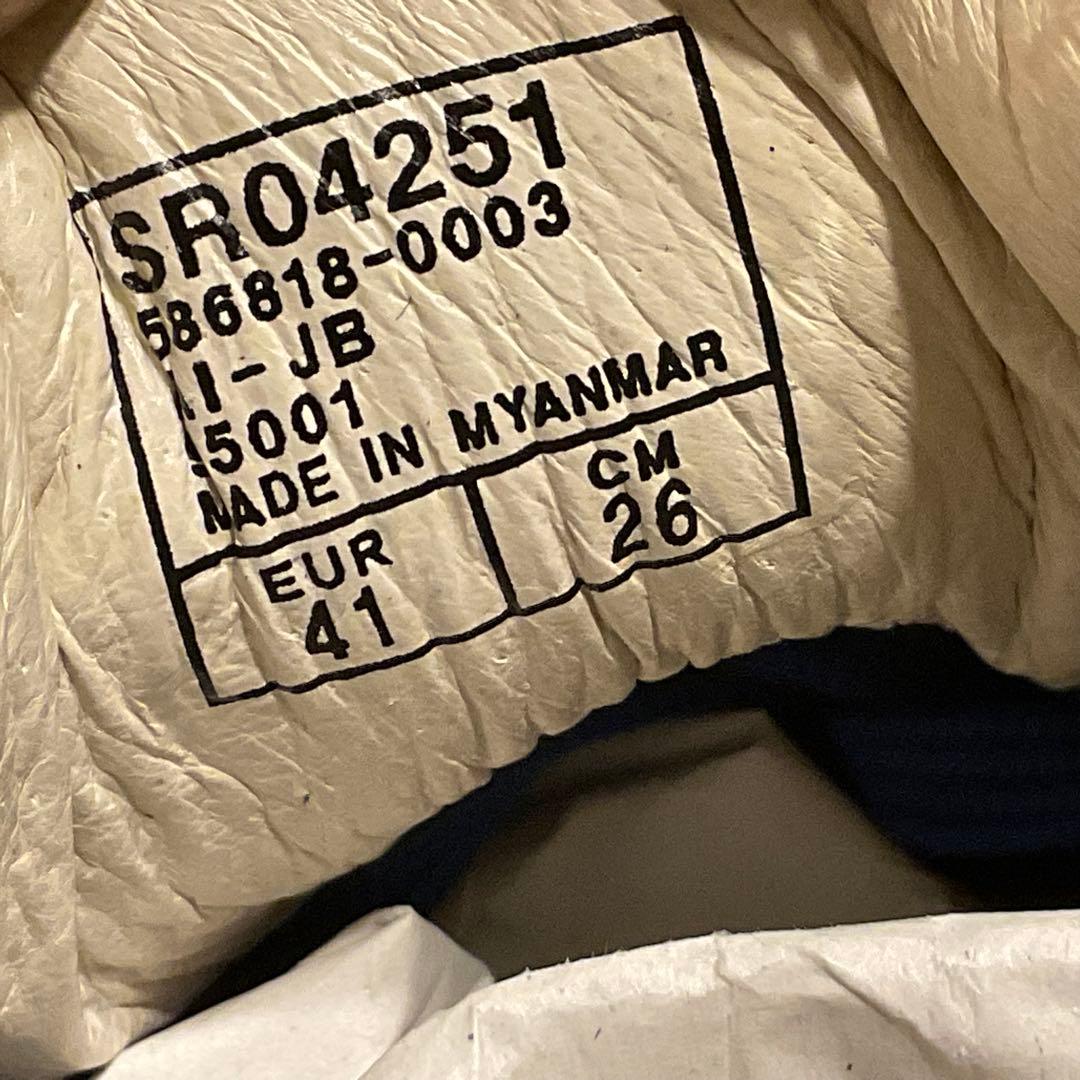 SR04251
586818-0003
I-JB
5001
MADE IN MYANMAR
EUR
41
CM
26